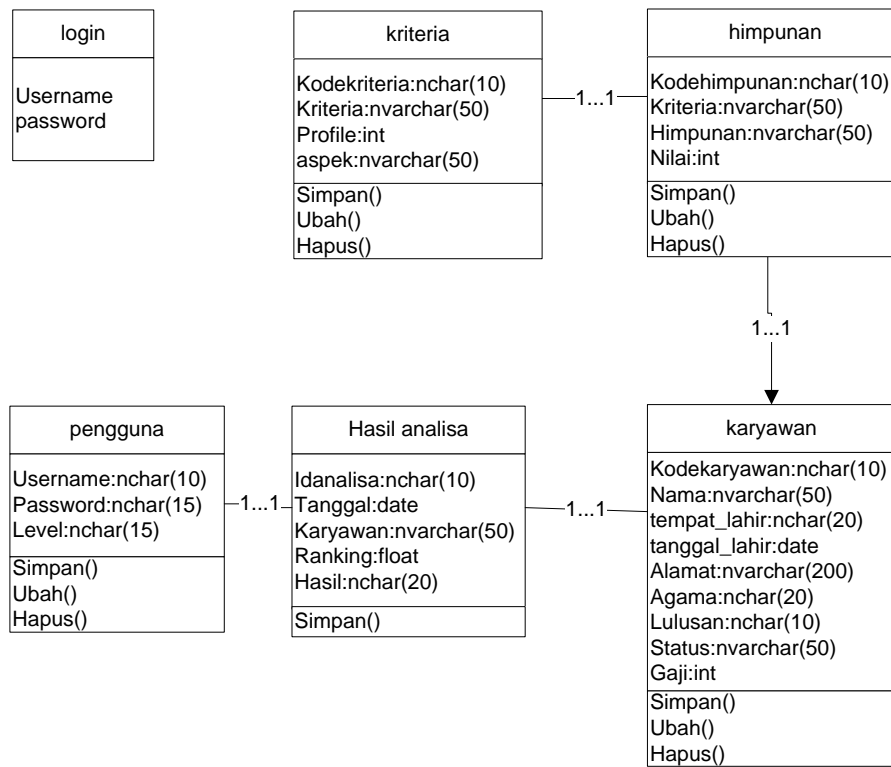 login
Username
password
kriteria
Kodekriteria:nchar(10)
Kriteria:nvarchar(50)
Profile:int
aspek:nvarchar(50)
Simpan()
Ubah()
Hapus()
1...1
himpunan
Kodehimpunan:nchar(10)
Kriteria:nvarchar(50)
Himpunan:nvarchar(50)
Nilai:int
Simpan()
Ubah()
Hapus()
1...1
pengguna
Username:nchar(10)
Password:nchar(15)
Level:nchar(15)
Simpan()
Ubah()
Hapus()
1...1
Hasil analisa
Idanalisa:nchar(10)
Tanggal:date
Karyawan:nvarchar(50)
Ranking:float
Hasil:nchar(20)
Simpan()
1...1
karyawan
Kodekaryawan:nchar(10)
Nama:nvarchar(50)
tempat_lahir:nchar(20)
tanggal_lahir:date
Alamat:nvarchar(200)
Agama:nchar(20)
Lulusan:nchar(10)
Status:nvarchar(50)
Gaji:int
Simpan()
Ubah()
Hapus()